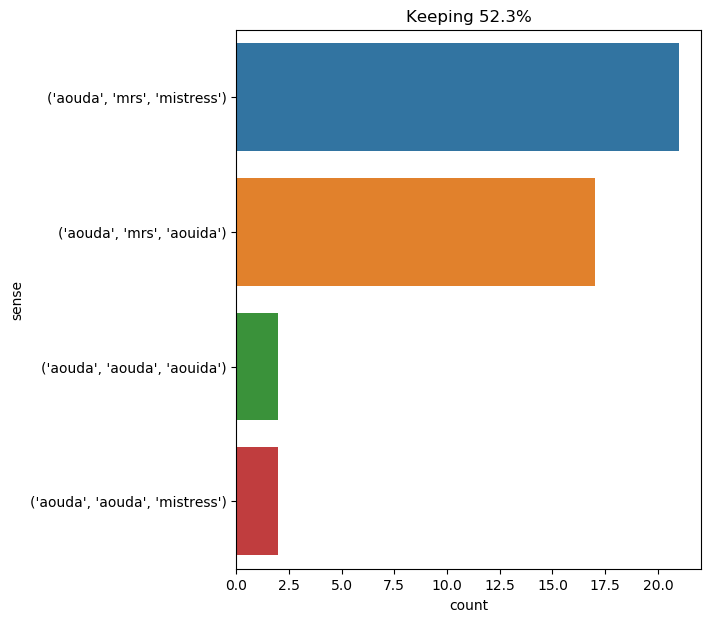 Keeping 52.3%
('aouda', 'mrs', 'mistress')
('aouda', 'mrs', 'aouida')
('aouda', 'aouda', 'aouida')
('aouda', 'aouda', 'mistress')
sense
0.0 2.5 5.0 7.5 10.0 12.5 15.0 17.5 20.0
count